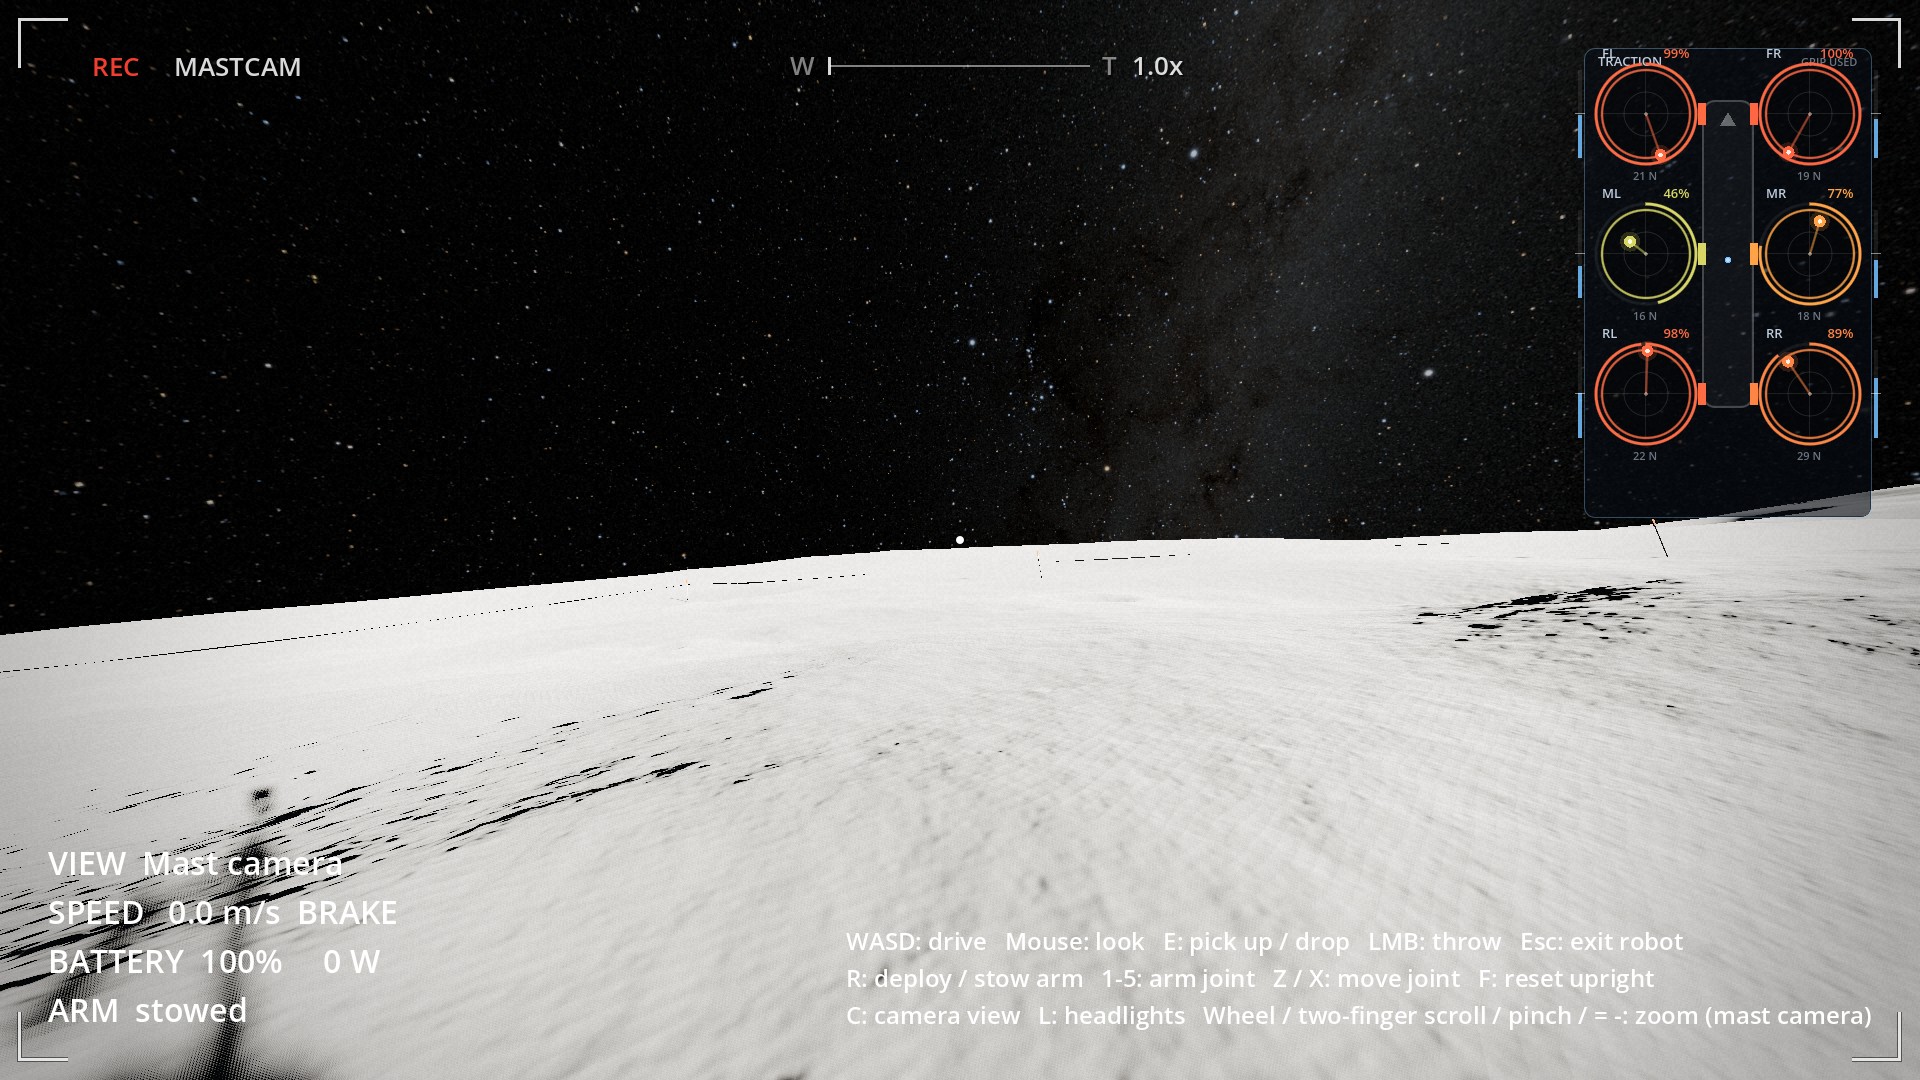 REC MASTCAM
W T 1.0x
FL 99% FR 100%
TRACTION GRIP USED
21 N 19 N
ML 46% MR 77%
16 N 18 N
RL 98% RR 89%
22 N 29 N
VIEW Mast camera
SPEED 0.0 m/s BRAKE
BATTERY 100% 0 W
ARM stowed
WASD: drive Mouse: look E: pick up / drop LMB: throw Esc: exit robot
R: deploy / stow arm 1-5: arm joint Z / X: move joint F: reset upright
C: camera view L: headlights Wheel / two-finger scroll / pinch / = -: zoom (mast camera)